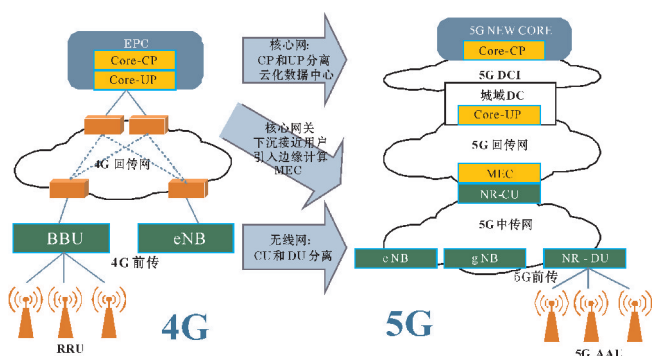 EPC
Core-CP
Core-UP
4G 回传网
BBU
eNB
4G 前传
RRU
4G
核心网:
CP和UP分离
云化数据中心
核心网关
下沉接近用户
引入边缘计算
MEC
无线网:
CU和DU分离
5G NEW CORE
Core-CP
5G DCI
城域DC
Core-UP
5G 回传网
MEC
NR-CU
5G 中传网
eNB
gNB
NR-DU
5G前传
5G
5G AAU